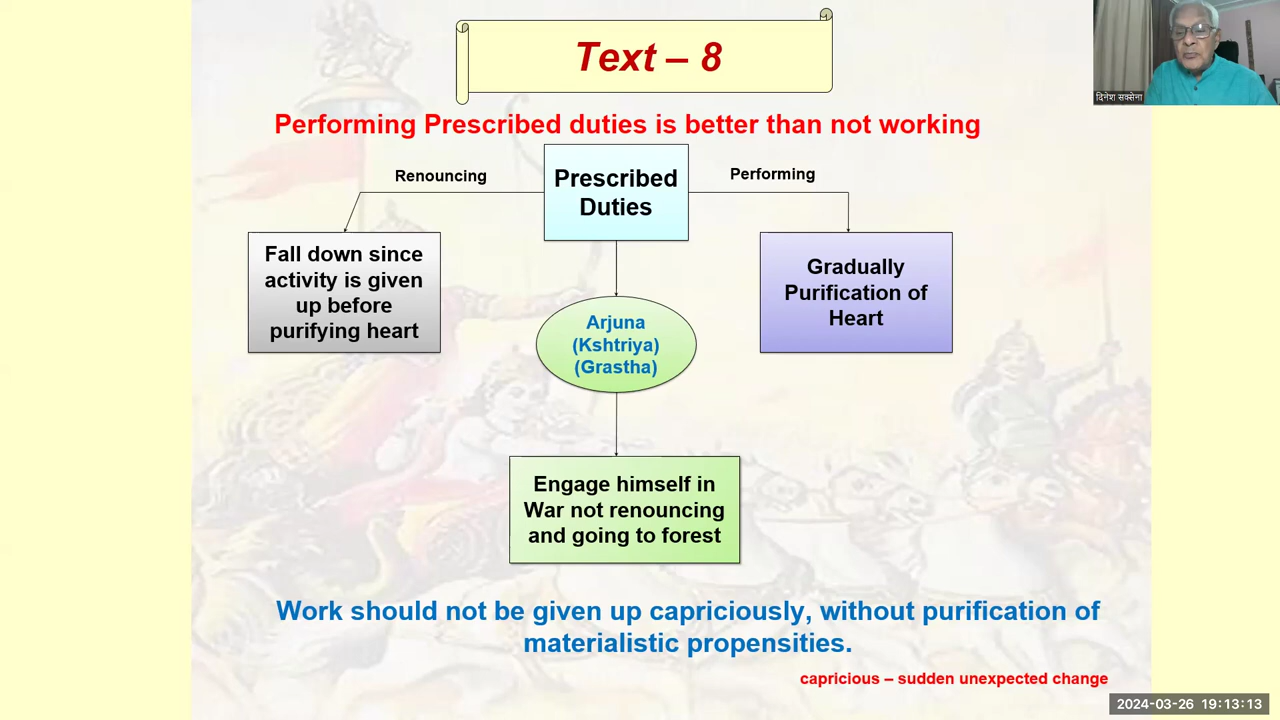 Text – 8
दिनेश सक्सेना
Performing Prescribed duties is better than not working
Renouncing
Prescribed
Duties
Performing
Fall down since
activity is given
up before
purifying heart
Gradually
Purification of
Heart
Arjuna
(Kshtriya)
(Grastha)
Engage himself in
War not renouncing
and going to forest
Work should not be given up capriciously, without purification of
materialistic propensities.
capricious – sudden unexpected change
2024-03-26 19:13:13